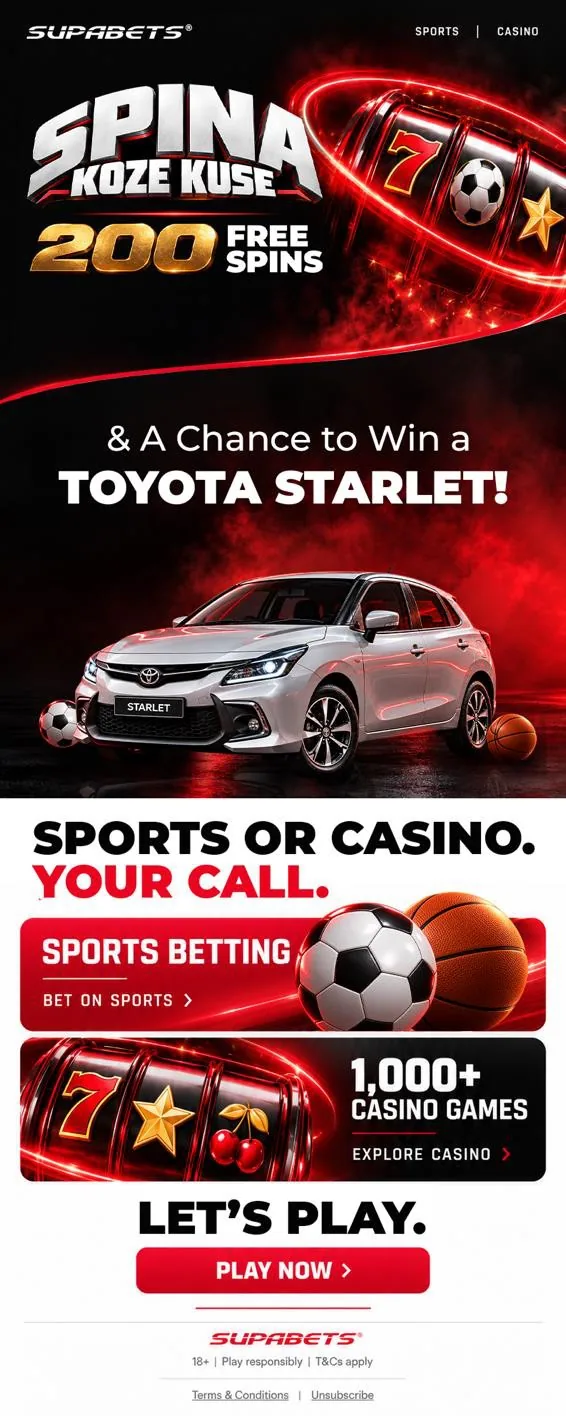 SUPABETS®
SPORTS | CASINO
SPINA
KOZE KUSE
200 FREE SPINS
& A Chance to Win a
TOYOTA STARLET!
STARLET
SPORTS OR CASINO.
YOUR CALL.
SPORTS BETTING
BET ON SPORTS >
1,000+
CASINO GAMES
EXPLORE CASINO >
LET'S PLAY.
PLAY NOW >
SUPABETS®
18+ | Play responsibly | T&Cs apply
Terms & Conditions | Unsubscribe